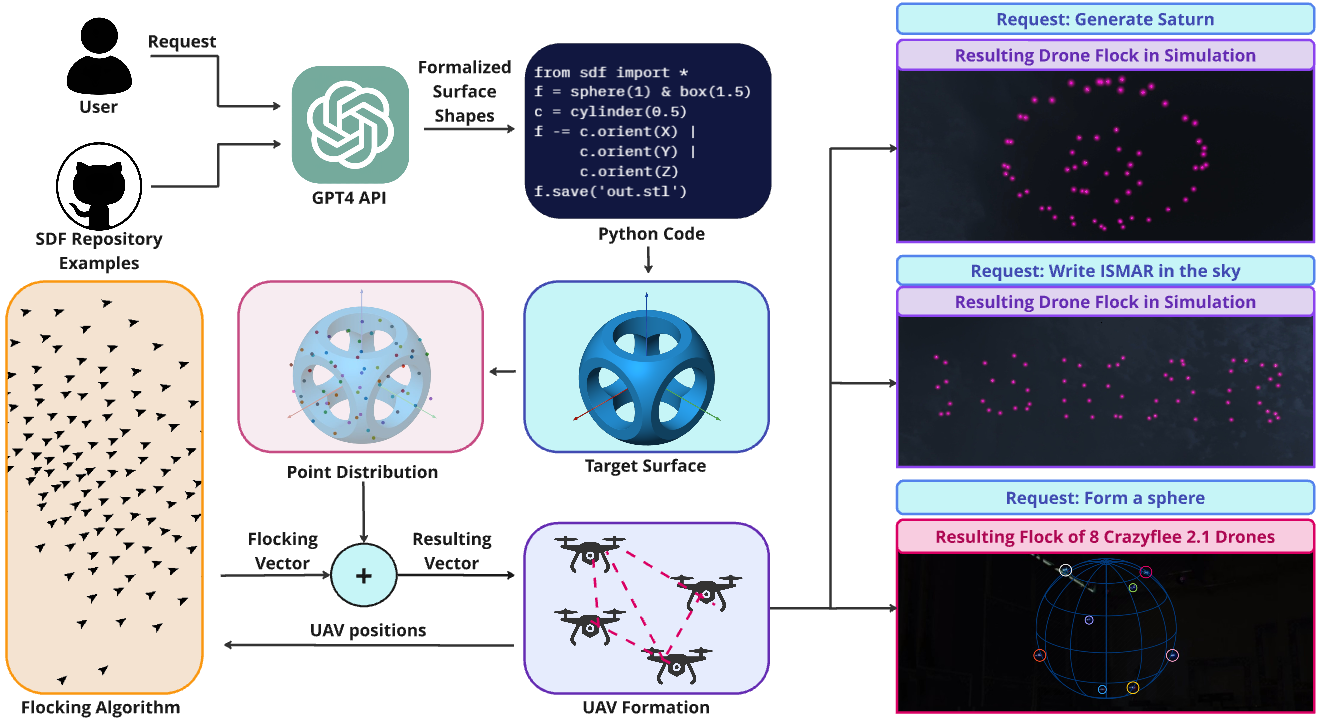 Request
User
SDF Repository
Examples
GPT4 API
Formalized
Surface
Shapes
from sdf import *
f = sphere(1) & box(1.5)
c = cylinder(0.5)
f -= c.orient(X) |
c.orient(Y) |
c.orient(Z)
f.save('out.stl')
Python Code
Target Surface
Point Distribution
Flocking
Vector
+
Resulting
Vector
UAV positions
Flocking Algorithm
UAV Formation
Request: Generate Saturn
Resulting Drone Flock in Simulation
Request: Write ISMAR in the sky
Resulting Drone Flock in Simulation
ISMAR
Request: Form a sphere
Resulting Flock of 8 Crazyflee 2.1 Drones